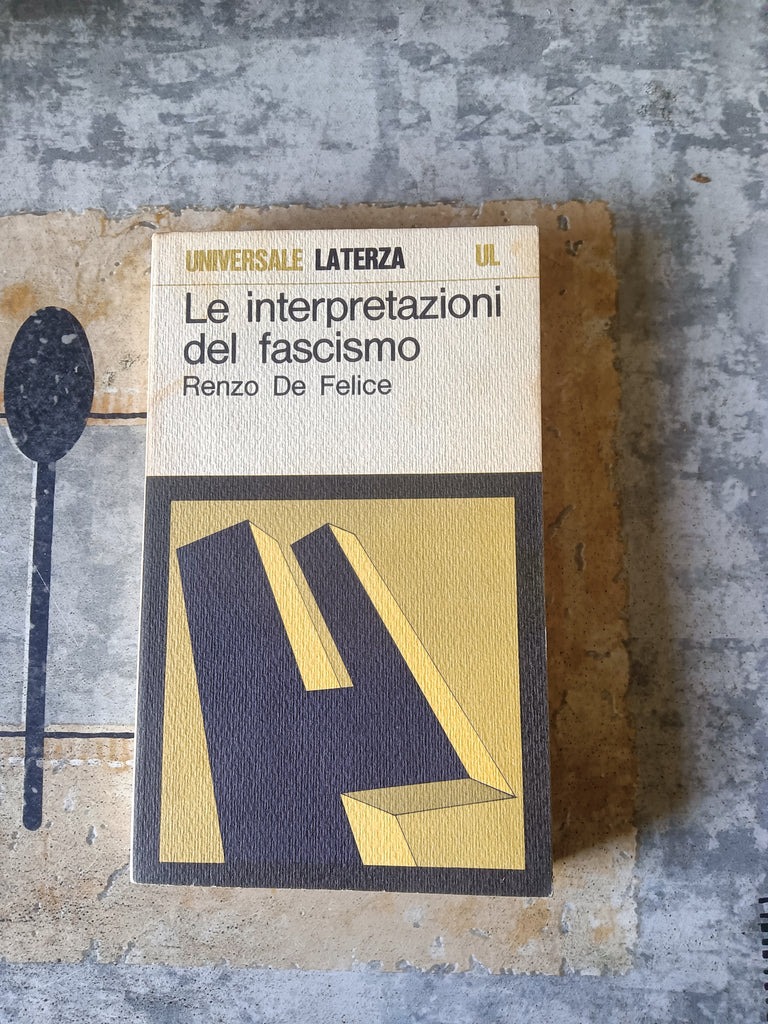 UNIVERSALE LATERZA UL
Le interpretazioni
del fascismo
Renzo De Felice